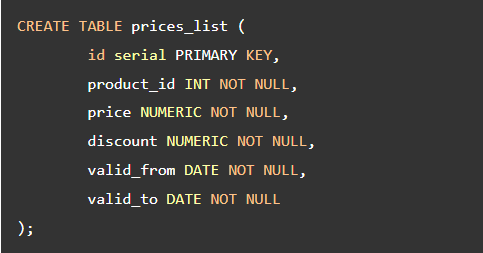 CREATE TABLE prices_list (
id serial PRIMARY KEY,
product_id INT NOT NULL,
price NUMERIC NOT NULL,
discount NUMERIC NOT NULL,
valid_from DATE NOT NULL,
valid_to DATE NOT NULL
);